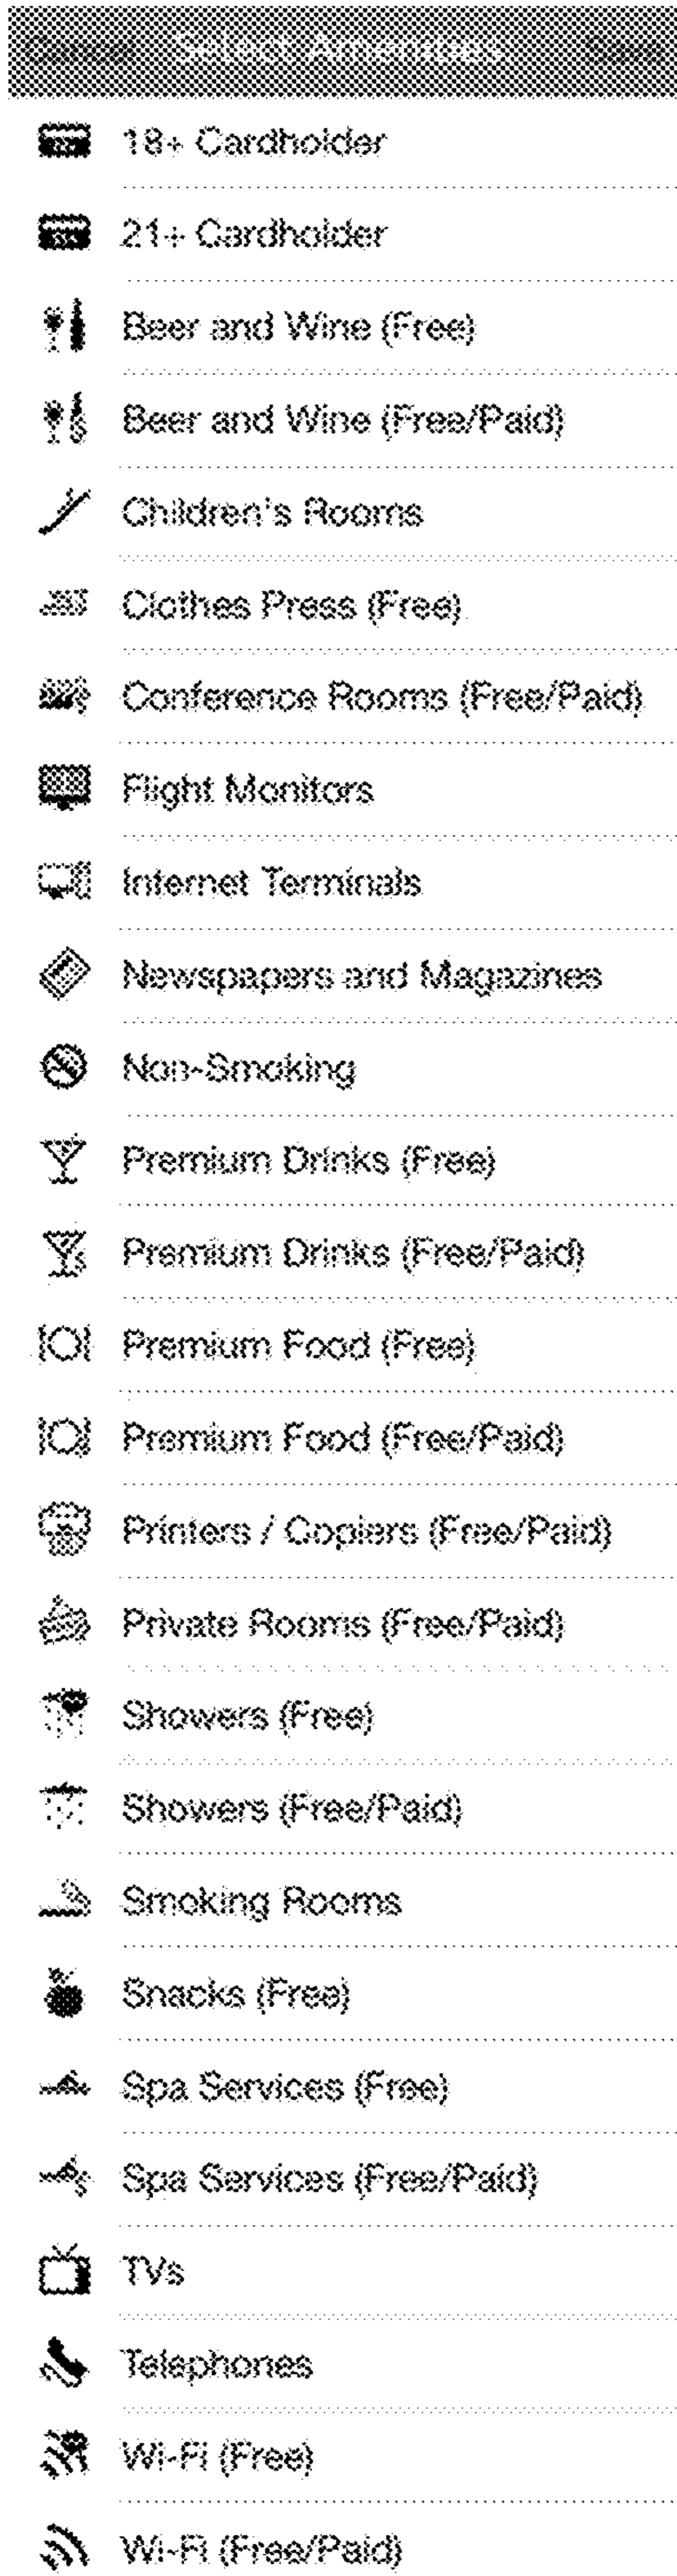 Cancel Select Amenities Save
18+ Cardholder
21+ Cardholder
Beer and Wine (Free)
Beer and Wine (Free/Paid)
Children's Rooms
Clothes Press (Free)
Conference Rooms (Free/Paid)
Flight Monitors
Internet Terminals
Newspapers and Magazines
Non-Smoking
Premium Drinks (Free)
Premium Drinks (Free/Paid)
Premium Food (Free)
Premium Food (Free/Paid)
Printers / Copiers (Free/Paid)
Private Rooms (Free/Paid)
Showers (Free)
Showers (Free/Paid)
Smoking Rooms
Snacks (Free)
Spa Services (Free)
Spa Services (Free/Paid)
TVs
Telephones
Wi-Fi (Free)
Wi-Fi (Free/Paid)